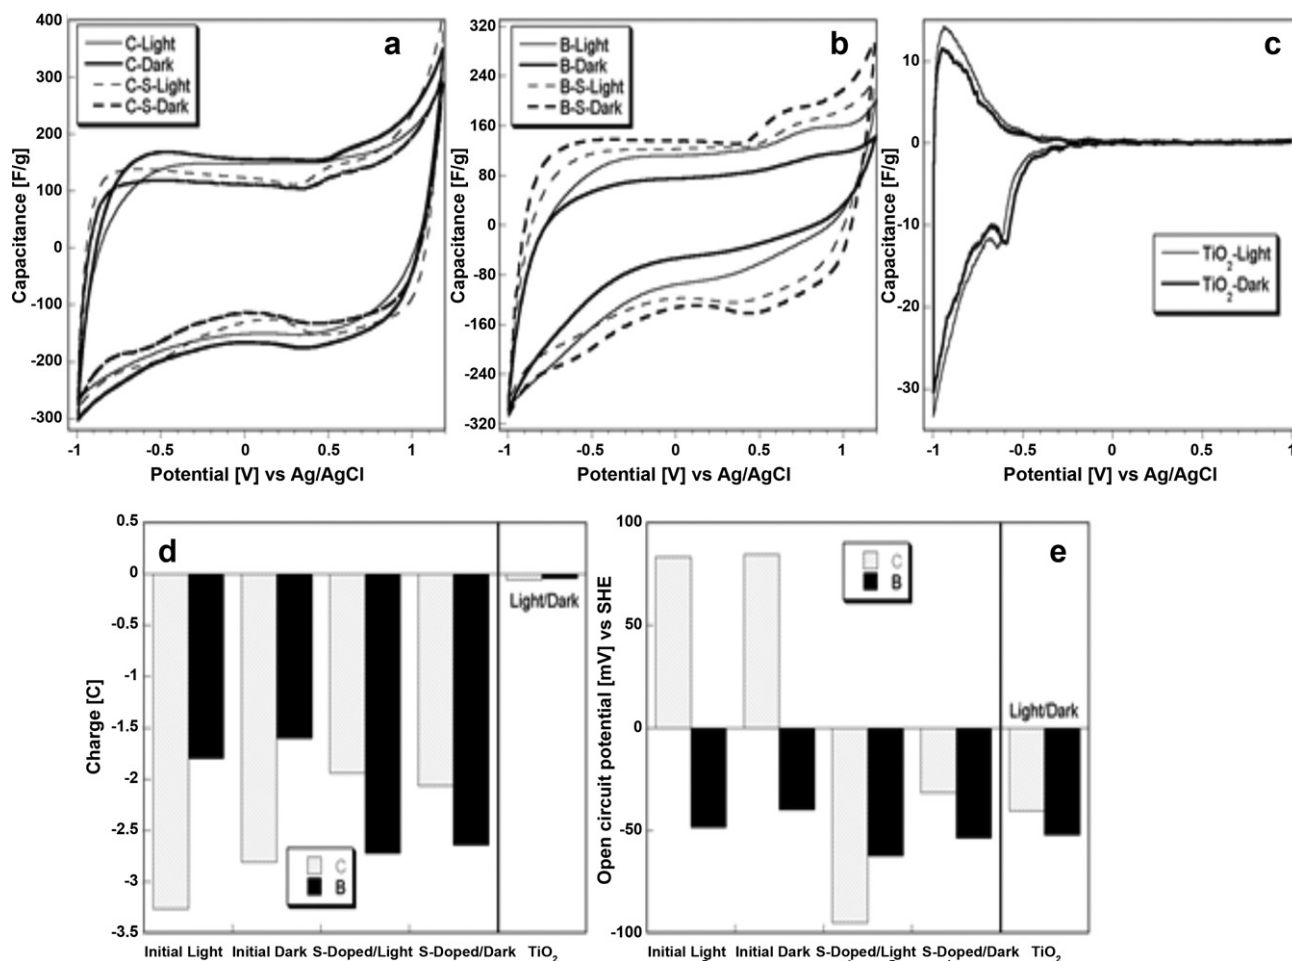 a
C-Light
C-Dark
C-S-Light
C-S-Dark
400
300
200
100
0
-100
-200
-300
Capacitance [F/g]
-1
-0.5
0
0.5
1
Potential [V] vs Ag/AgCl
b
B-Light
B-Dark
B-S-Light
B-S-Dark
320
240
160
80
0
-80
-160
-240
-320
Capacitance [F/g]
-1
-0.5
0
0.5
1
Potential [V] vs Ag/AgCl
c
TiO2-Light
TiO2-Dark
10
0
-10
-20
-30
Capacitance [F/g]
-1
-0.5
0
0.5
1
Potential [V] vs Ag/AgCl
d
0.5
0
-0.5
-1
-1.5
-2
-2.5
-3
-3.5
Charge [C]
Light/Dark
C
B
Initial Light
Initial Dark
S-Doped/Light
S-Doped/Dark
TiO2
e
100
50
0
-50
-100
Open circuit potential [mV] vs SHE
C
B
Light/Dark
Initial Light
Initial Dark
S-Doped/Light
S-Doped/Dark
TiO2